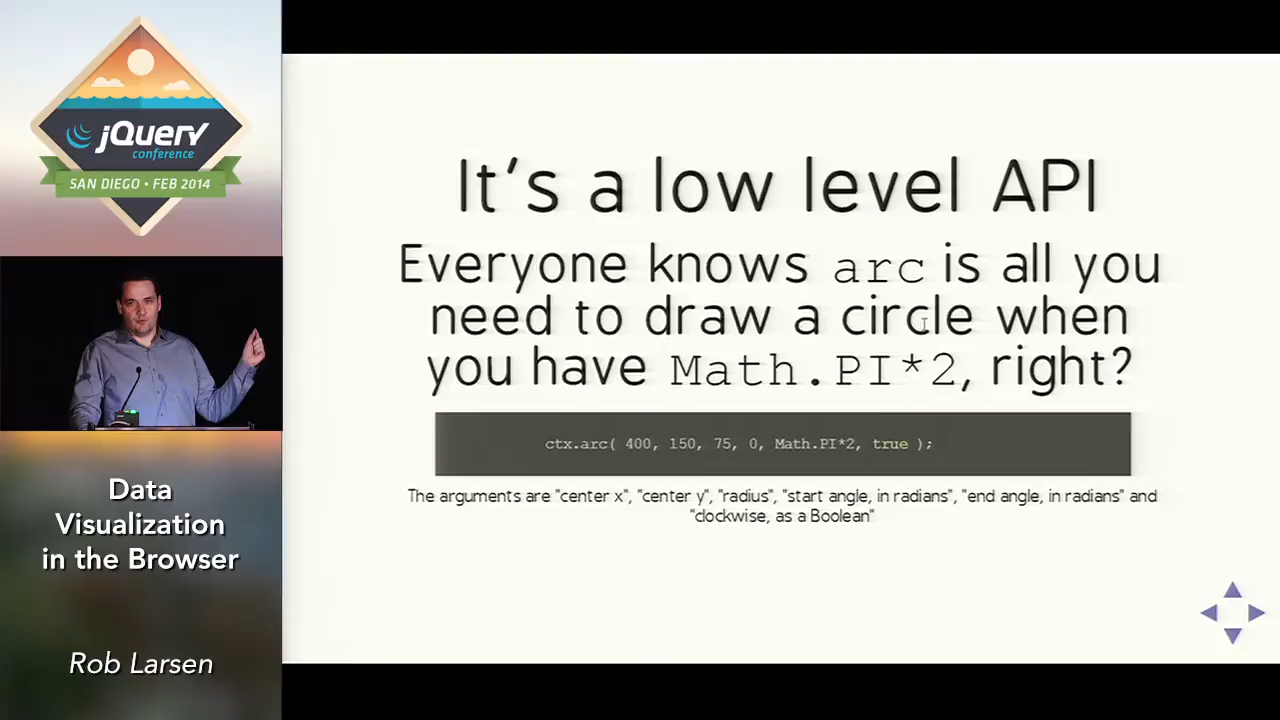 jQuery
conference
SAN DIEGO • FEB 2014
Data
Visualization
in the Browser
Rob Larsen
It's a low level API
Everyone knows arc is all you
need to draw a circle when
you have Math.PI*2, right?
ctx.arc( 400, 150, 75, 0, Math.PI*2, true );
The arguments are "center x", "center y", "radius", "start angle, in radians", "end angle, in radians" and
"clockwise, as a Boolean"